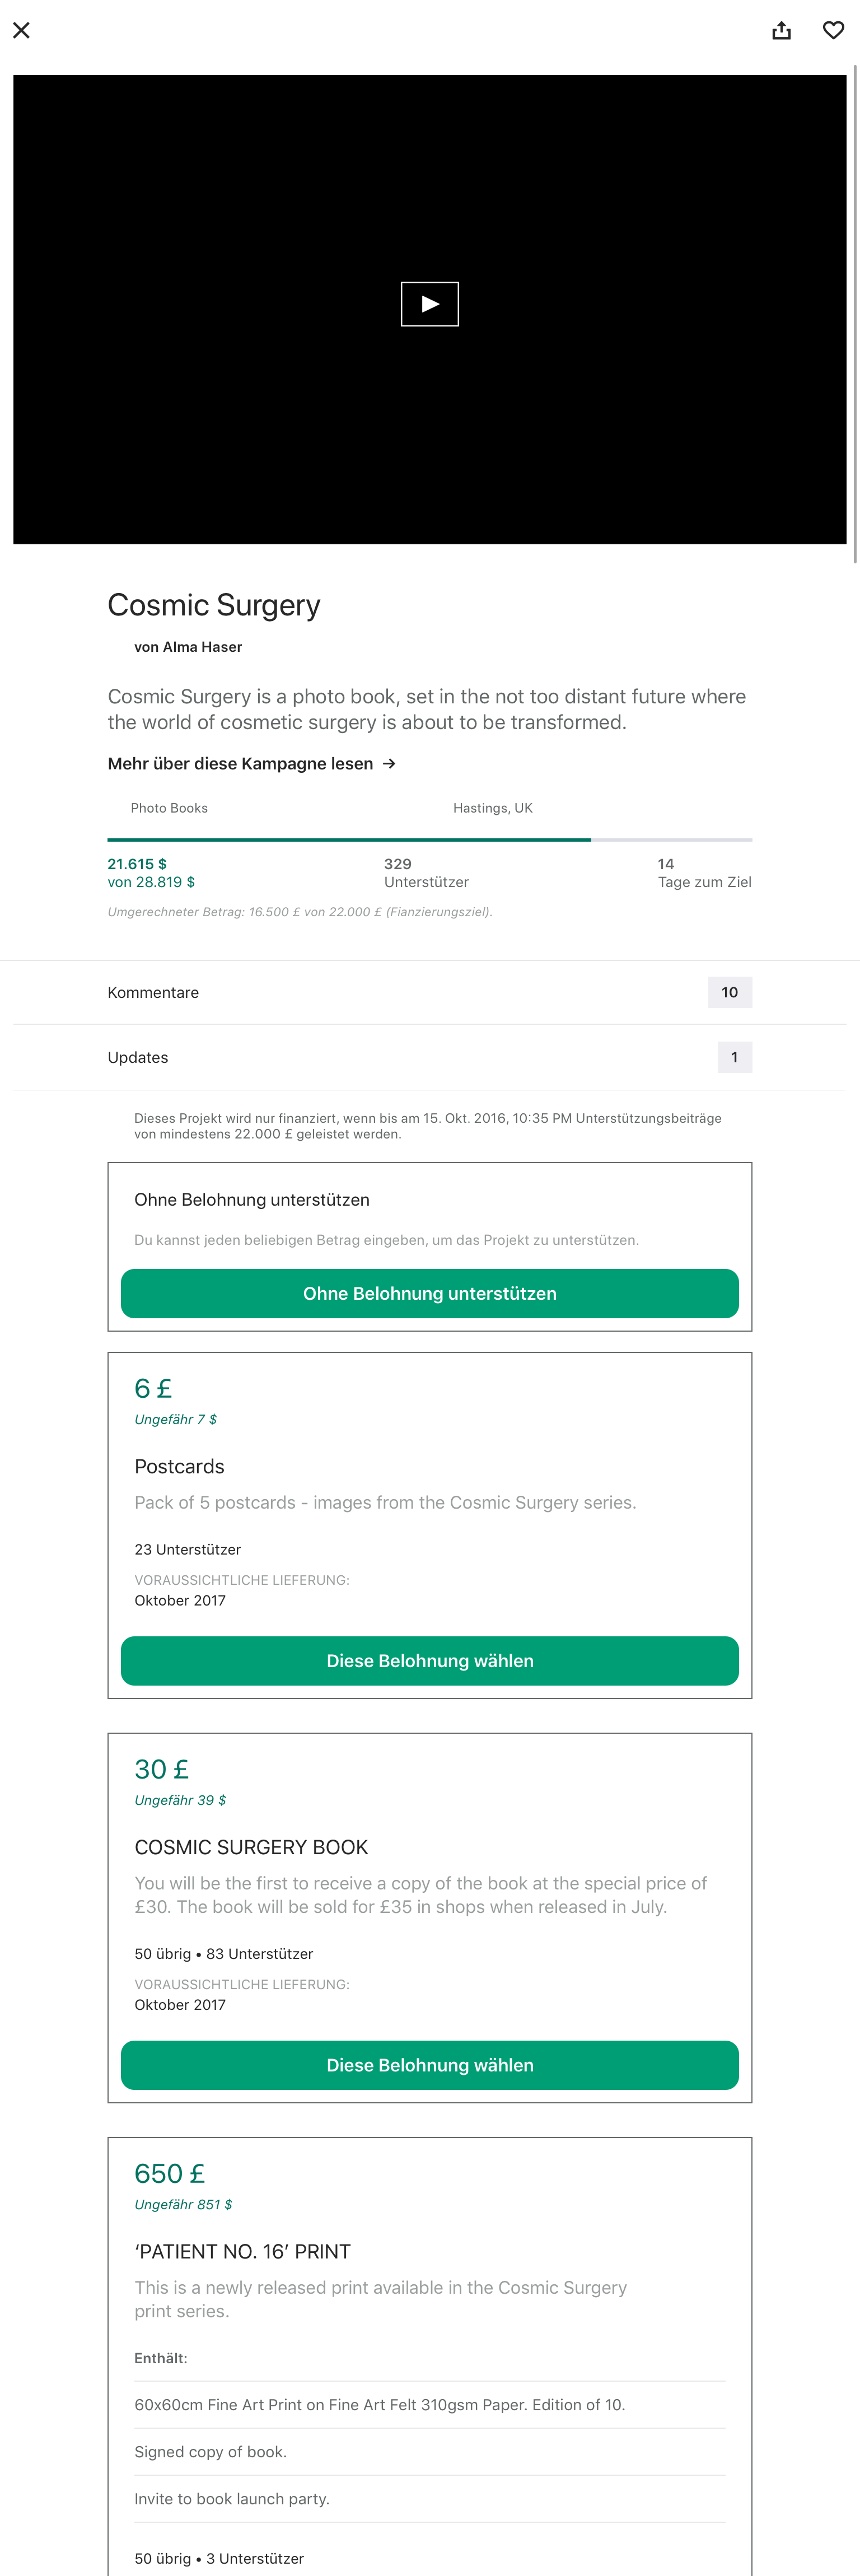 Cosmic Surgery
von Alma Haser
Cosmic Surgery is a photo book, set in the not too distant future where
the world of cosmetic surgery is about to be transformed.
Mehr über diese Kampagne lesen →
Photo Books
Hastings, UK
21.615 $
von 28.819 $
329
Unterstützer
14
Tage zum Ziel
Umgerechneter Betrag: 16.500 £ von 22.000 £ (Fianzierungsziel).
Kommentare
10
Updates
1
Dieses Projekt wird nur finanziert, wenn bis am 15. Okt. 2016, 10:35 PM Unterstützungsbeiträge
von mindestens 22.000 £ geleistet werden.
Ohne Belohnung unterstützen
Du kannst jeden beliebigen Betrag eingeben, um das Projekt zu unterstützen.
Ohne Belohnung unterstützen
6 £
Ungefähr 7 $
Postcards
Pack of 5 postcards - images from the Cosmic Surgery series.
23 Unterstützer
VORAUSSICHTLICHE LIEFERUNG:
Oktober 2017
Diese Belohnung wählen
30 £
Ungefähr 39 $
COSMIC SURGERY BOOK
You will be the first to receive a copy of the book at the special price of
£30. The book will be sold for £35 in shops when released in July.
50 übrig • 83 Unterstützer
VORAUSSICHTLICHE LIEFERUNG:
Oktober 2017
Diese Belohnung wählen
650 £
Ungefähr 851 $
‘PATIENT NO. 16’ PRINT
This is a newly released print available in the Cosmic Surgery
print series.
Enthält:
60x60cm Fine Art Print on Fine Art Felt 310gsm Paper. Edition of 10.
Signed copy of book.
Invite to book launch party.
50 übrig • 3 Unterstützer